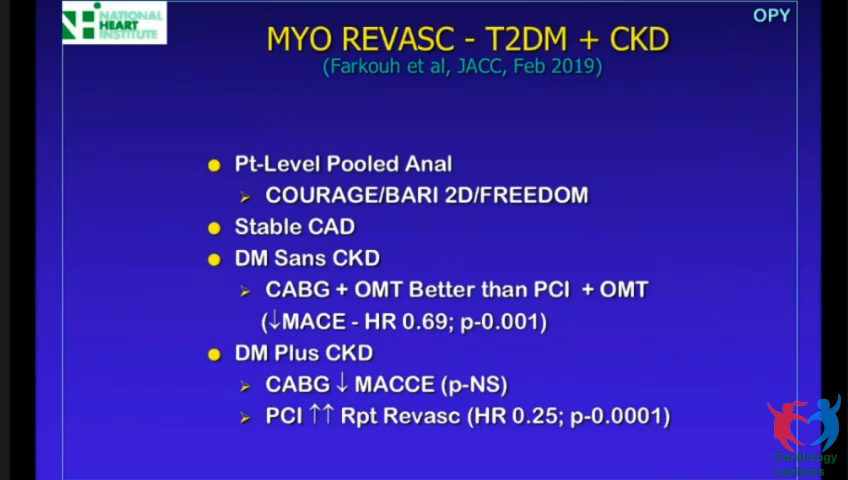 NATIONAL
HEART
INSTITUTE
OPY
MYO REVASC - T2DM + CKD
(Farkouh et al, JACC, Feb 2019)
Pt-Level Pooled Anal
COURAGE/BARI 2D/FREEDOM
Stable CAD
DM Sans CKD
CABG + OMT Better than PCI + OMT
(↓MACE - HR 0.69; p-0.001)
DM Plus CKD
CABG ↓ MACCE (p-NS)
PCI ↑↑ Rpt Revasc (HR 0.25; p-0.0001)
Cardiology
Lectures